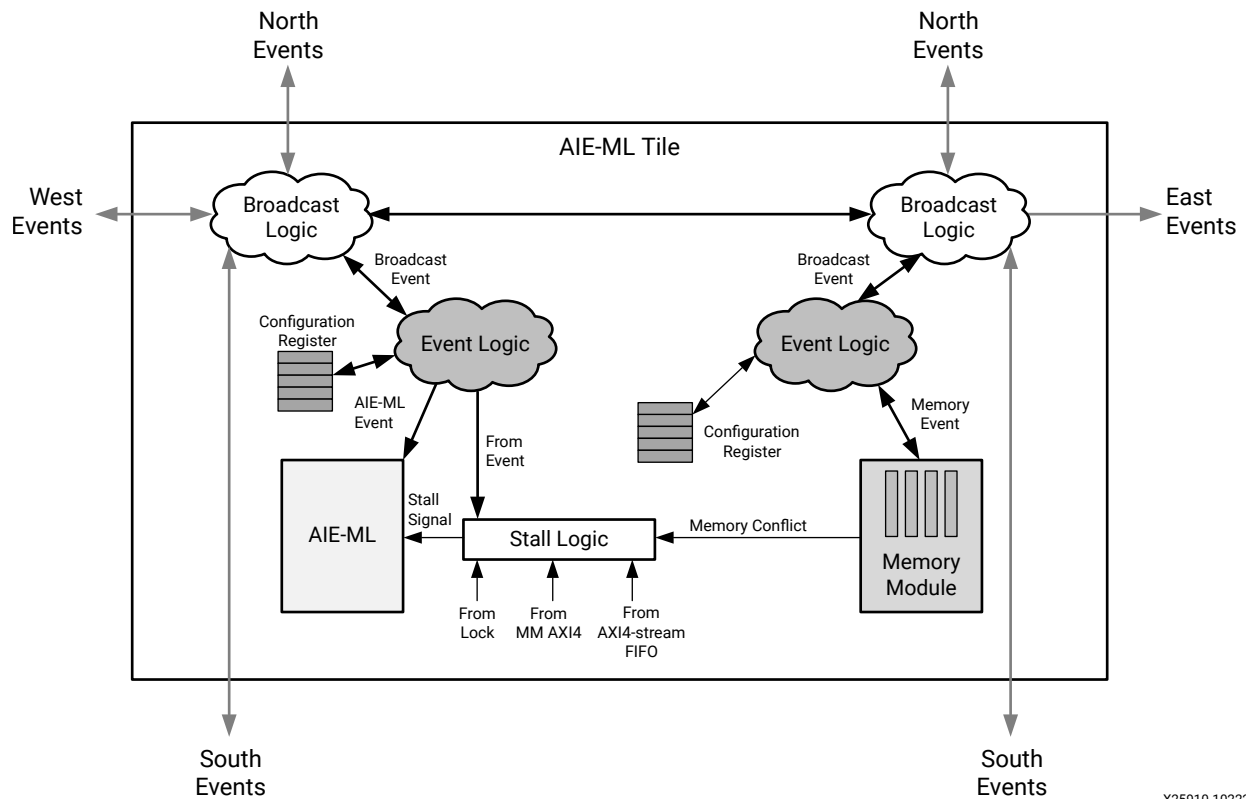 North
Events
North
Events
AIE-ML Tile
West
Events
Broadcast
Logic
Broadcast
Logic
East
Events
Broadcast
Event
Broadcast
Event
Configuration
Register
Event Logic
Event Logic
AIE-ML
Event
From
Event
Memory
Event
Configuration
Register
Stall
Signal
AIE-ML
Stall Logic
Memory Conflict
Memory
Module
From
Lock
From
MM AXI4
From
AXI4-stream
FIFO
South
Events
South
Events